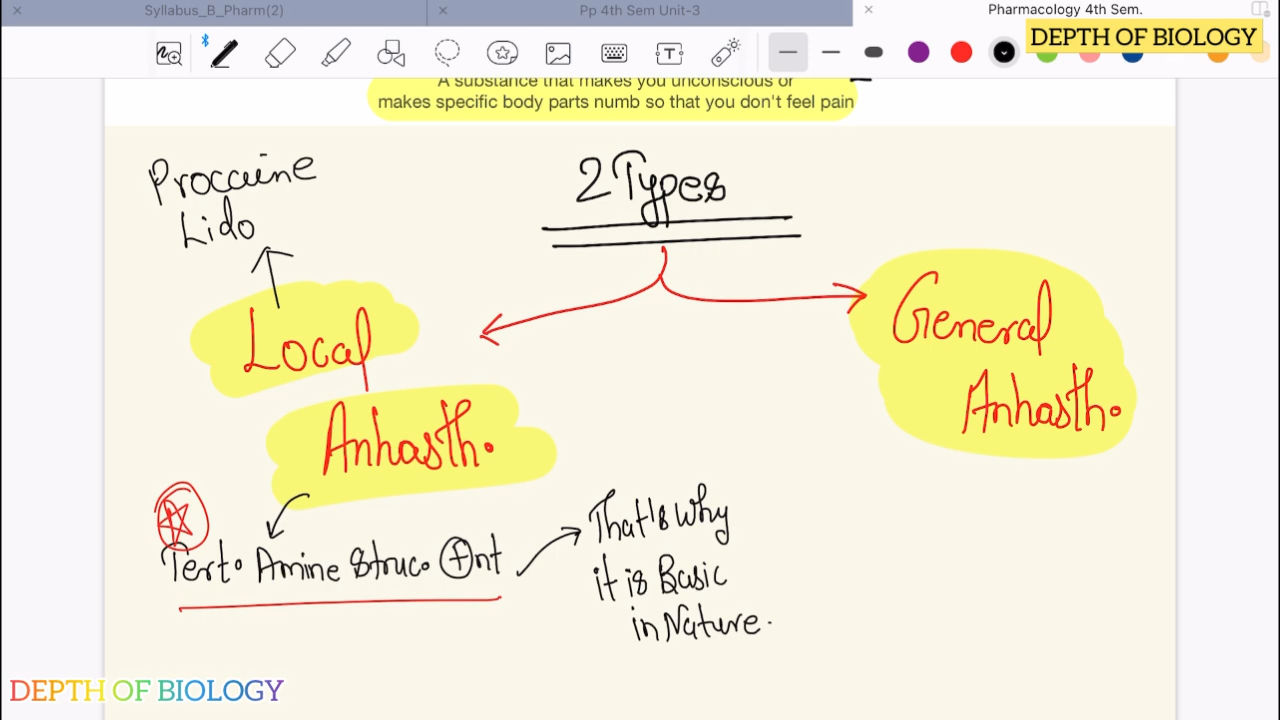 Syllabus_B_Pharm(2)
Pp 4th Sem Unit-3
Pharmacology 4th Sem.
DEPTH OF BIOLOGY
A substance that makes you unconscious or
makes specific body parts numb so that you don't feel pain
Procaine
Lido
2 Types
Local
Anhasth.
General
Anhasth.
Tert. Amine Struc. +nt
That's Why
it is Basic
in Nature.
DEPTH OF BIOLOGY